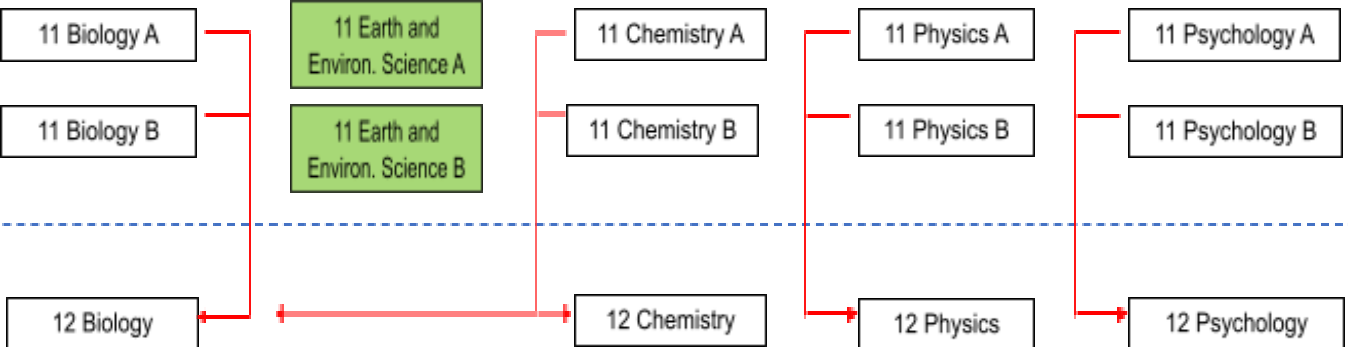 11 Biology A
11 Earth and
Environ. Science A
11 Chemistry A
11 Physics A
11 Psychology A
11 Biology B
11 Earth and
Environ. Science B
11 Chemistry B
11 Physics B
11 Psychology B
12 Biology
12 Chemistry
12 Physics
12 Psychology